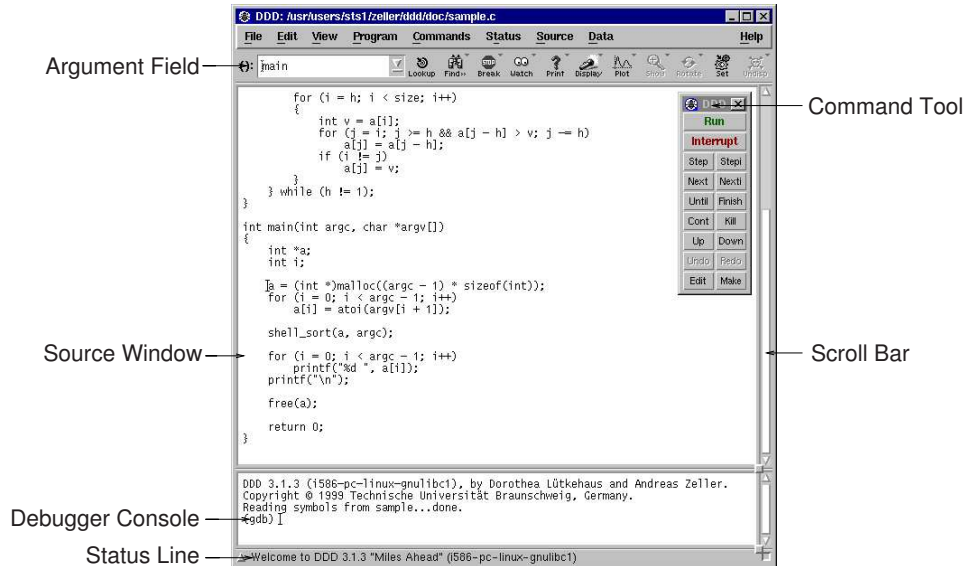 DDD: /usr/users/sts1/zeller/ddd/doc/sample.c
File Edit View Program Commands Status Source Data Help
Argument Field
(): main
Lookup Find>> Break Watch Print Display Plot Show Rotate Set Undisp
for (i = h; i < size; i++)
{
int v = a[i];
for (j = i; j >= h && a[j - h] > v; j -= h)
a[j] = a[j - h];
if (i != j)
a[j] = v;
}
} while (h != 1);
}
int main(int argc, char *argv[])
{
int *a;
int i;
a = (int *)malloc((argc - 1) * sizeof(int));
for (i = 0; i < argc - 1; i++)
a[i] = atoi(argv[i + 1]);
shell_sort(a, argc);
for (i = 0; i < argc - 1; i++)
printf("%d ", a[i]);
printf("\n");
free(a);
return 0;
}
DDD
Run
Interrupt
Step Stepi
Next Nexti
Until Finish
Cont Kill
Up Down
Undo Redo
Edit Make
Command Tool
Source Window
Scroll Bar
DDD 3.1.3 (i586-pc-linux-gnulibc1), by Dorothea Lütkehaus and Andreas Zeller.
Copyright © 1999 Technische Universität Braunschweig, Germany.
Reading symbols from sample...done.
Debugger Console
(gdb)
Status Line
Welcome to DDD 3.1.3 "Miles Ahead" (i586-pc-linux-gnulibc1)